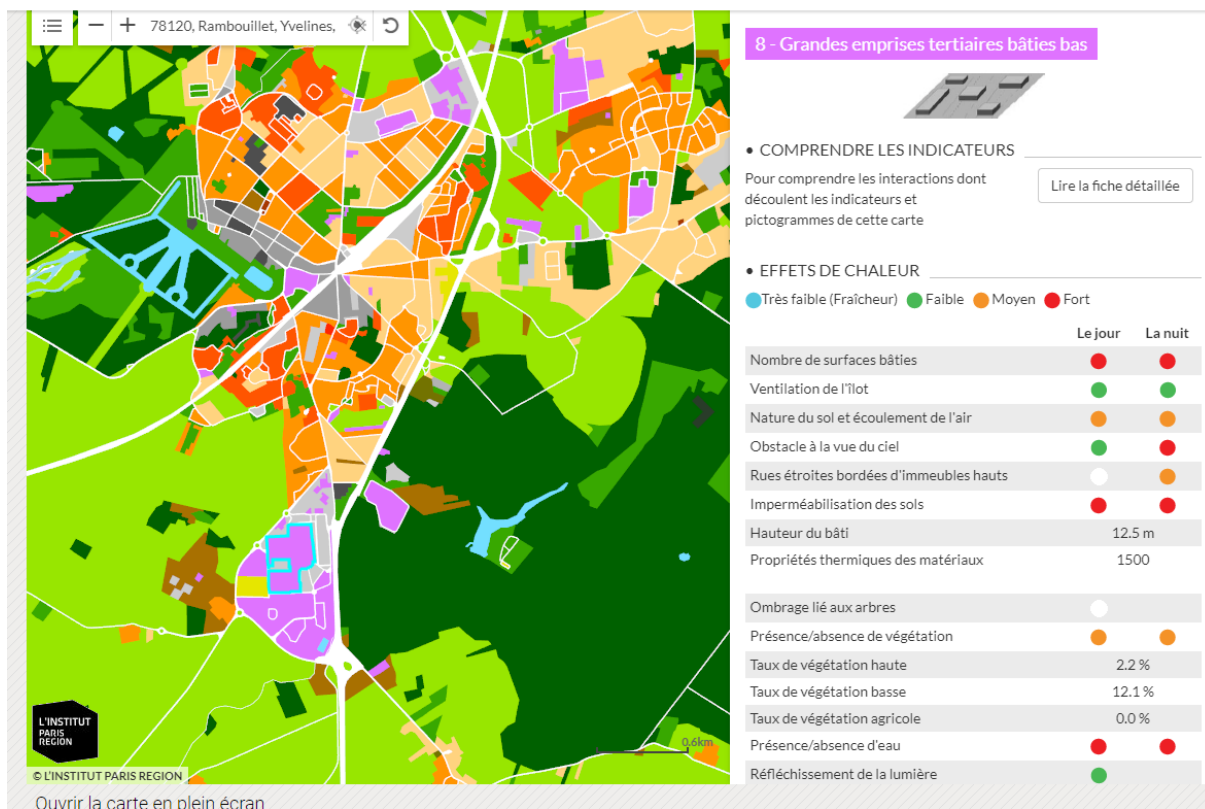 78120, Rambouillet, Yvelines,
8 - Grandes emprises tertiaires bâties bas
• COMPRENDRE LES INDICATEURS
Pour comprendre les interactions dont
découlent les indicateurs et
pictogrammes de cette carte
Lire la fiche détaillée
• EFFETS DE CHALEUR
Très faible (Fraîcheur) Faible Moyen Fort
Le jour La nuit
Nombre de surfaces bâties
Ventilation de l'îlot
Nature du sol et écoulement de l'air
Obstacle à la vue du ciel
Rues étroites bordées d'immeubles hauts
Imperméabilisation des sols
Hauteur du bâti 12.5 m
Propriétés thermiques des matériaux 1500
Ombrage lié aux arbres
Présence/absence de végétation
Taux de végétation haute 2.2 %
Taux de végétation basse 12.1 %
Taux de végétation agricole 0.0 %
Présence/absence d'eau
Réfléchissement de la lumière
L'INSTITUT
PARIS
REGION
0.6km
© L'INSTITUT PARIS REGION
Ouvrir la carte en plein écran